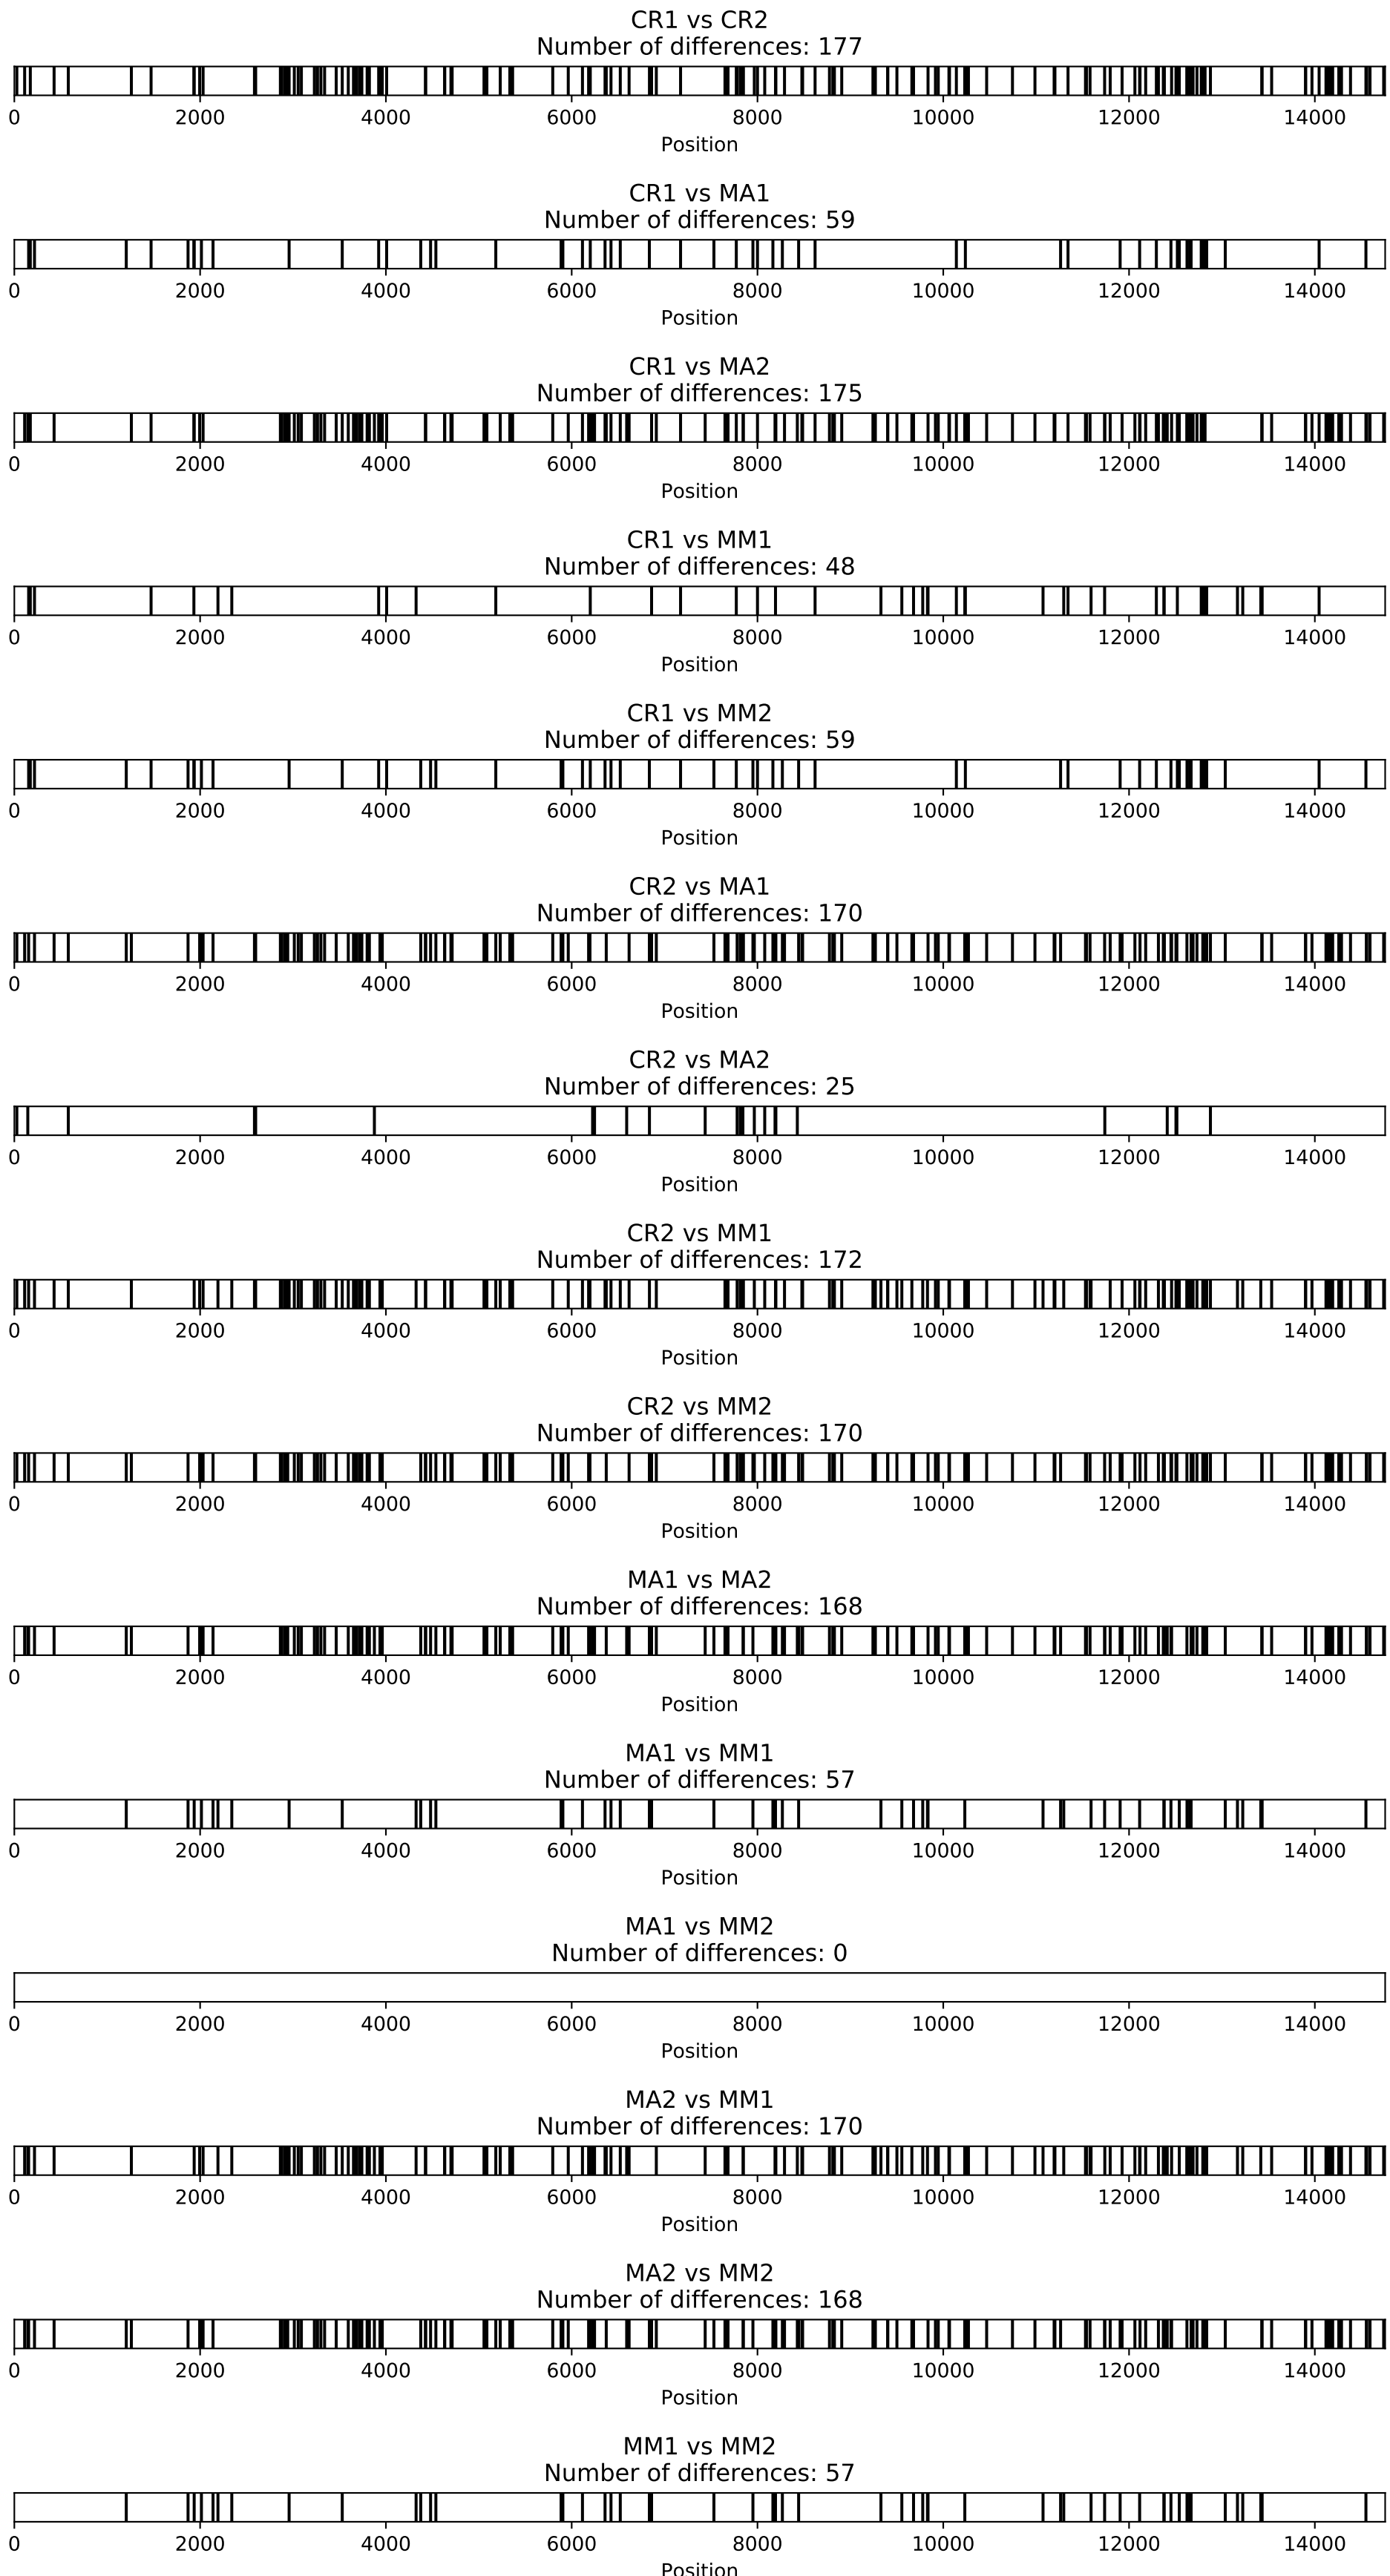 CR1 vs CR2
Number of differences: 177
0 2000 4000 6000 8000 10000 12000 14000
Position
CR1 vs MA1
Number of differences: 59
0 2000 4000 6000 8000 10000 12000 14000
Position
CR1 vs MA2
Number of differences: 175
0 2000 4000 6000 8000 10000 12000 14000
Position
CR1 vs MM1
Number of differences: 48
0 2000 4000 6000 8000 10000 12000 14000
Position
CR1 vs MM2
Number of differences: 59
0 2000 4000 6000 8000 10000 12000 14000
Position
CR2 vs MA1
Number of differences: 170
0 2000 4000 6000 8000 10000 12000 14000
Position
CR2 vs MA2
Number of differences: 25
0 2000 4000 6000 8000 10000 12000 14000
Position
CR2 vs MM1
Number of differences: 172
0 2000 4000 6000 8000 10000 12000 14000
Position
CR2 vs MM2
Number of differences: 170
0 2000 4000 6000 8000 10000 12000 14000
Position
MA1 vs MA2
Number of differences: 168
0 2000 4000 6000 8000 10000 12000 14000
Position
MA1 vs MM1
Number of differences: 57
0 2000 4000 6000 8000 10000 12000 14000
Position
MA1 vs MM2
Number of differences: 0
0 2000 4000 6000 8000 10000 12000 14000
Position
MA2 vs MM1
Number of differences: 170
0 2000 4000 6000 8000 10000 12000 14000
Position
MA2 vs MM2
Number of differences: 168
0 2000 4000 6000 8000 10000 12000 14000
Position
MM1 vs MM2
Number of differences: 57
0 2000 4000 6000 8000 10000 12000 14000
Position